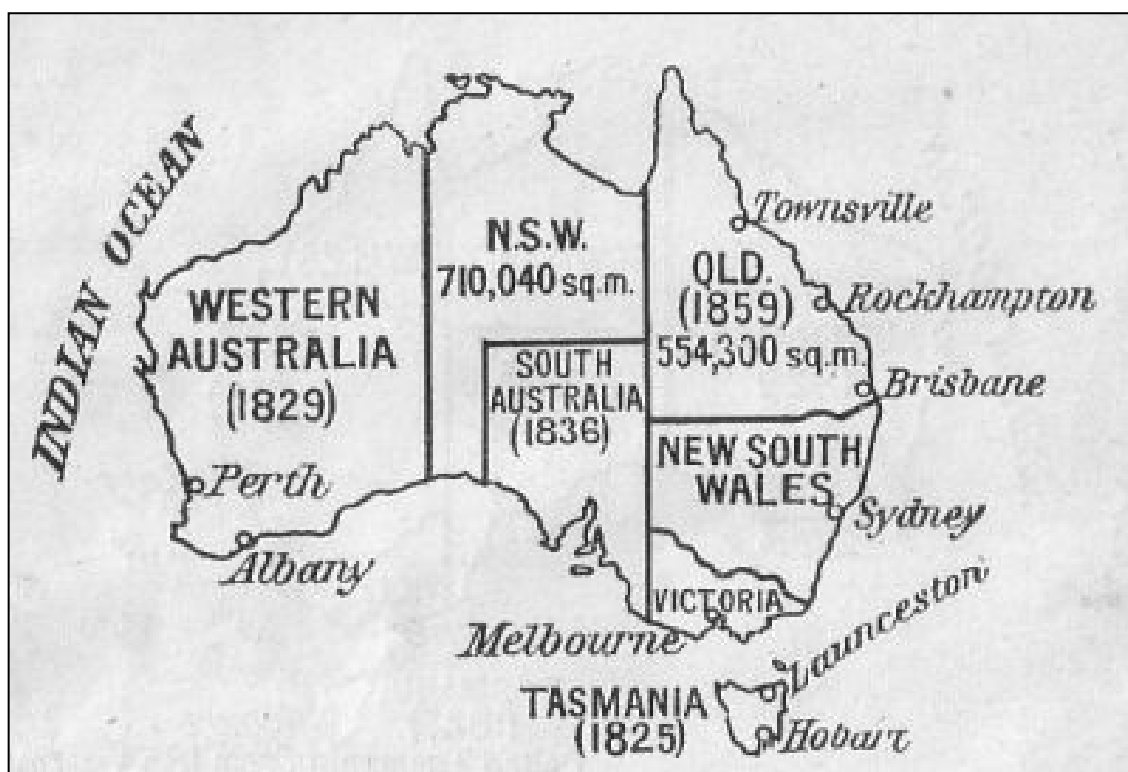 INDIAN OCEAN
N.S.W.
710,040 sq.m.
Townsville
QLD.
(1859)
554,300 sq.m.
Rockhampton
WESTERN
AUSTRALIA
(1829)
SOUTH
AUSTRALIA
(1836)
Brisbane
NEW SOUTH
WALES
Perth
Sydney
Albany
VICTORIA
Melbourne
Launceston
TASMANIA
(1825)
Hobart